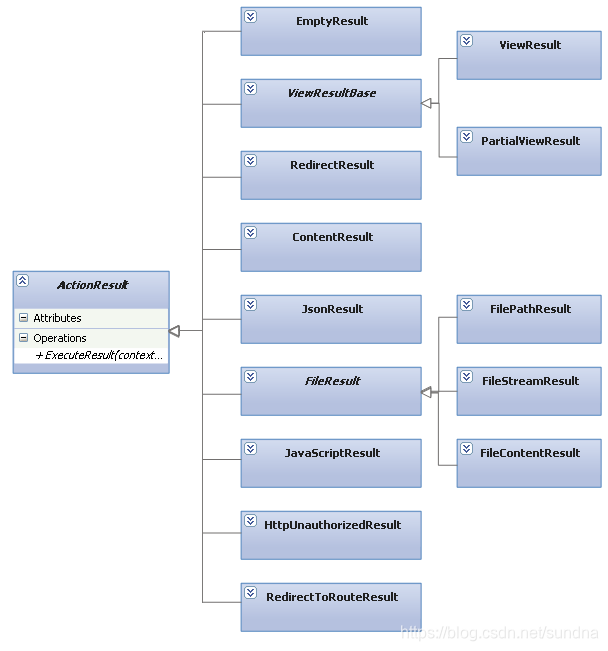 EmptyResult
ViewResultBase
ViewResult
PartialViewResult
RedirectResult
ContentResult
ActionResult
Attributes
Operations
+ExecuteResult(context...
JsonResult
FileResult
FilePathResult
FileStreamResult
FileContentResult
JavaScriptResult
HttpUnauthorizedResult
RedirectToRouteResult
https://blog.csdn.net/sundna